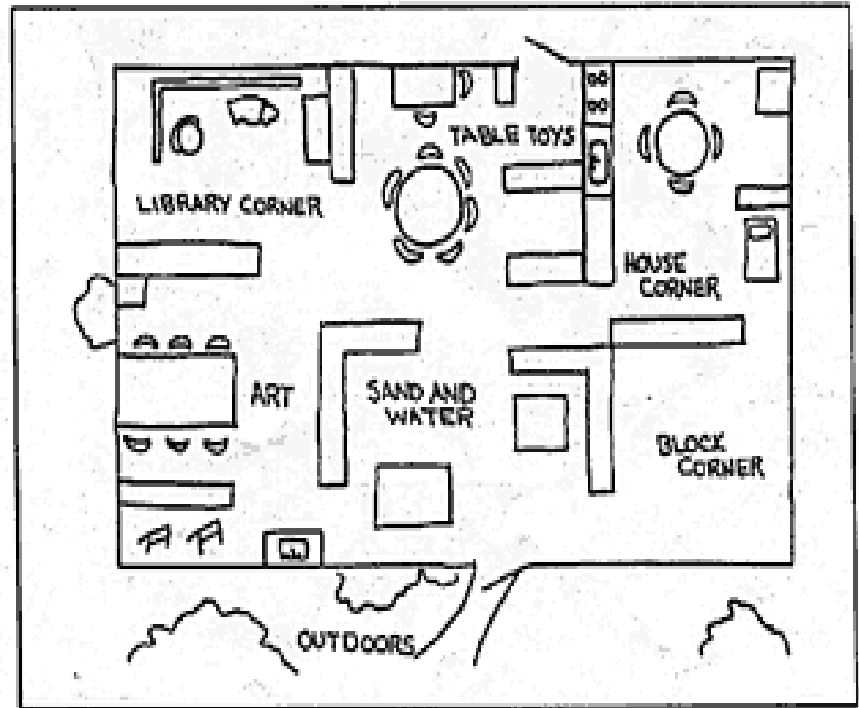 TABLE TOYS
LIBRARY CORNER
HOUSE
CORNER
ART
SAND AND
WATER
BLOCK
CORNER
OUTDOORS